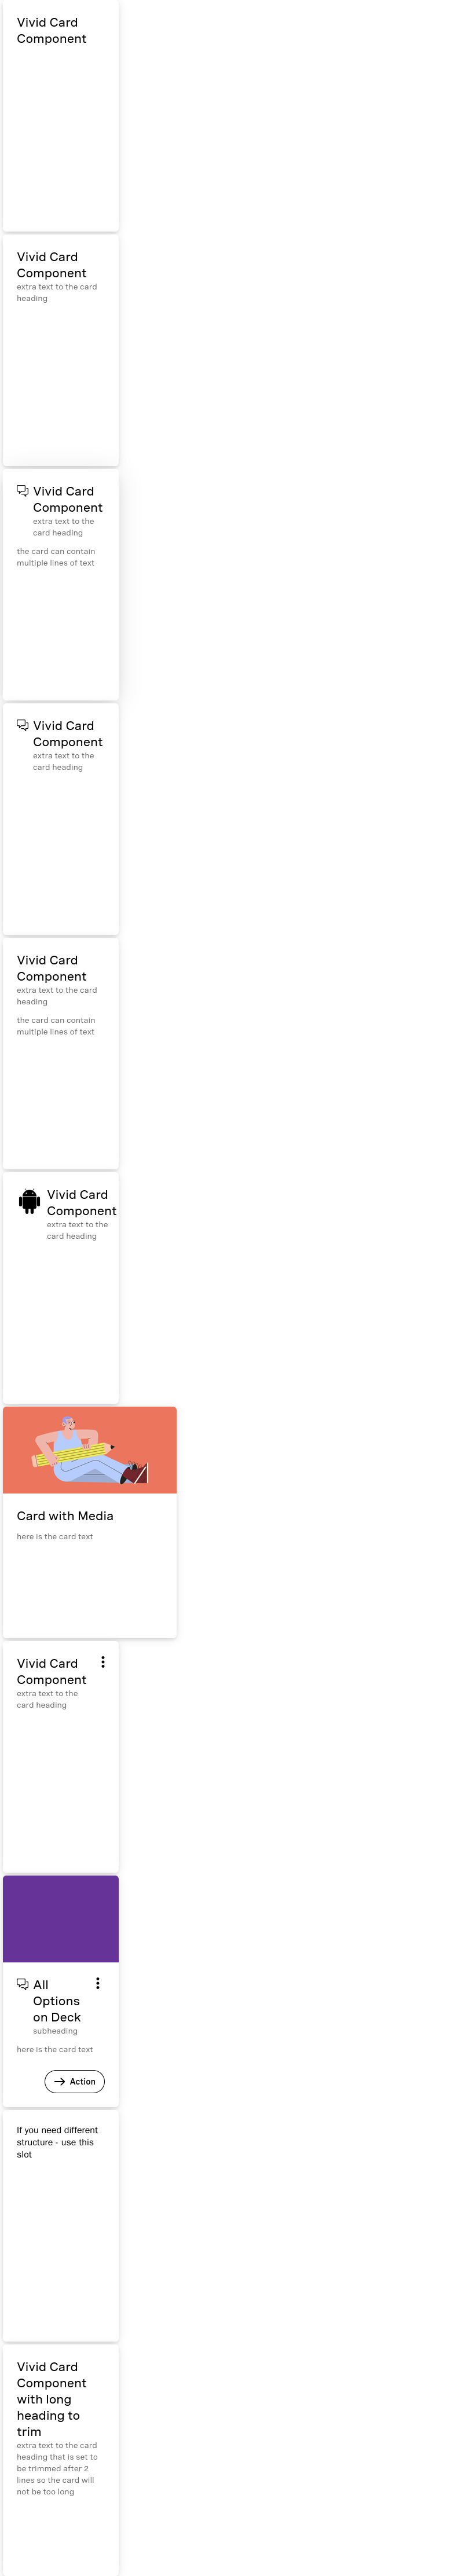 Vivid Card
Component
Vivid Card
Component
extra text to the card
heading
Vivid Card
Component
extra text to the
card heading
the card can contain
multiple lines of text
Vivid Card
Component
extra text to the
card heading
Vivid Card
Component
extra text to the card
heading
the card can contain
multiple lines of text
Vivid Card
Component
extra text to the
card heading
Card with Media
here is the card text
Vivid Card
Component
extra text to the
card heading
All
Options
on Deck
subheading
here is the card text
Action
If you need different
structure - use this
slot
Vivid Card
Component
with long
heading to
trim
extra text to the card
heading that is set to
be trimmed after 2
lines so the card will
not be too long